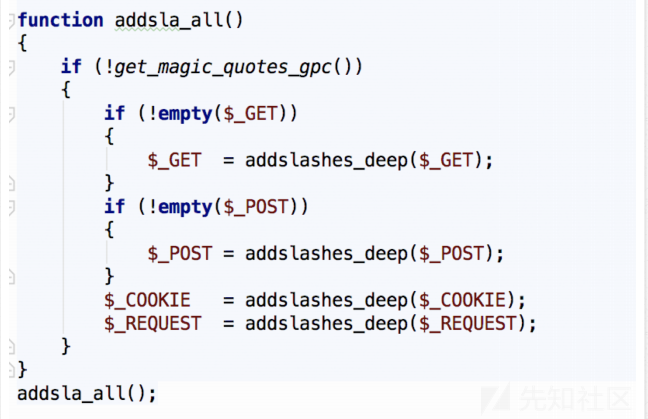 function addsla_all()
{
if (!get_magic_quotes_gpc())
{
if (!empty($_GET))
{
$_GET  = addslashes_deep($_GET);
}
if (!empty($_POST))
{
$_POST = addslashes_deep($_POST);
}
$_COOKIE   = addslashes_deep($_COOKIE);
$_REQUEST  = addslashes_deep($_REQUEST);
}
}
addsla_all();
先知社区